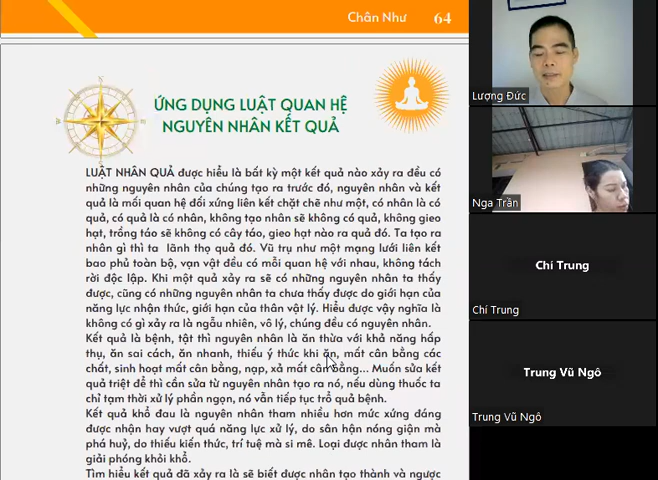 Chân Như 64
ỨNG DỤNG LUẬT QUAN HỆ
NGUYÊN NHÂN KẾT QUẢ
LUẬT NHÂN QUẢ được hiểu là bất kỳ một kết quả nào xảy ra đều có
những nguyên nhân của chúng tạo ra trước đó, nguyên nhân và kết
quả là mối quan hệ đối xứng liên kết chặt chẽ như một, có nhân là có
quả, có quả là có nhân, không tạo nhân sẽ không có quả, không gieo
hạt, trồng táo sẽ không có cây táo, gieo hạt nào ra quả đó. Ta tạo ra
nhân gì thì ta lãnh thọ quả đó. Vũ trụ như một mạng lưới liên kết
bao phủ toàn bộ, vạn vật đều có mối quan hệ với nhau, không tách
rời độc lập. Khi một quả xảy ra sẽ có những nguyên nhân ta thấy
được, cũng có những nguyên nhân ta chưa thấy được do giới hạn của
năng lực nhận thức, giới hạn của thân vật lý. Hiểu được vậy nghĩa là
không có gì xảy ra là ngẫu nhiên, vô lý, chúng đều có nguyên nhân.
Kết quả là bệnh, tật thì nguyên nhân là ăn thừa với khả năng hấp
thụ, ăn sai cách, ăn nhanh, thiếu ý thức khi ăn, mất cân bằng các
chất, sinh hoạt mất cân bằng, nạp, xả mất cân bằng... Muốn sửa kết
quả triệt để thì cần sửa từ nguyên nhân tạo ra nó, nếu dùng thuốc ta
chỉ tạm thời xử lý phần ngọn, nó vẫn tiếp tục trổ quả bệnh.
Kết quả khổ đau là nguyên nhân tham nhiều hơn mức xứng đáng
được nhận hay vượt quá năng lực xử lý, do sân hận nóng giận mà
phá huỷ, do thiếu kiến thức, trí tuệ mà si mê. Loại được nhân tham là
giải phóng khỏi khổ.
Tìm hiểu kết quả đã xảy ra là sẽ biết được nhân tạo thành và ngược
Lượng Đức
Nga Trần
Chí Trung
Chí Trung
Trung Vũ Ngô
Trung Vũ Ngô